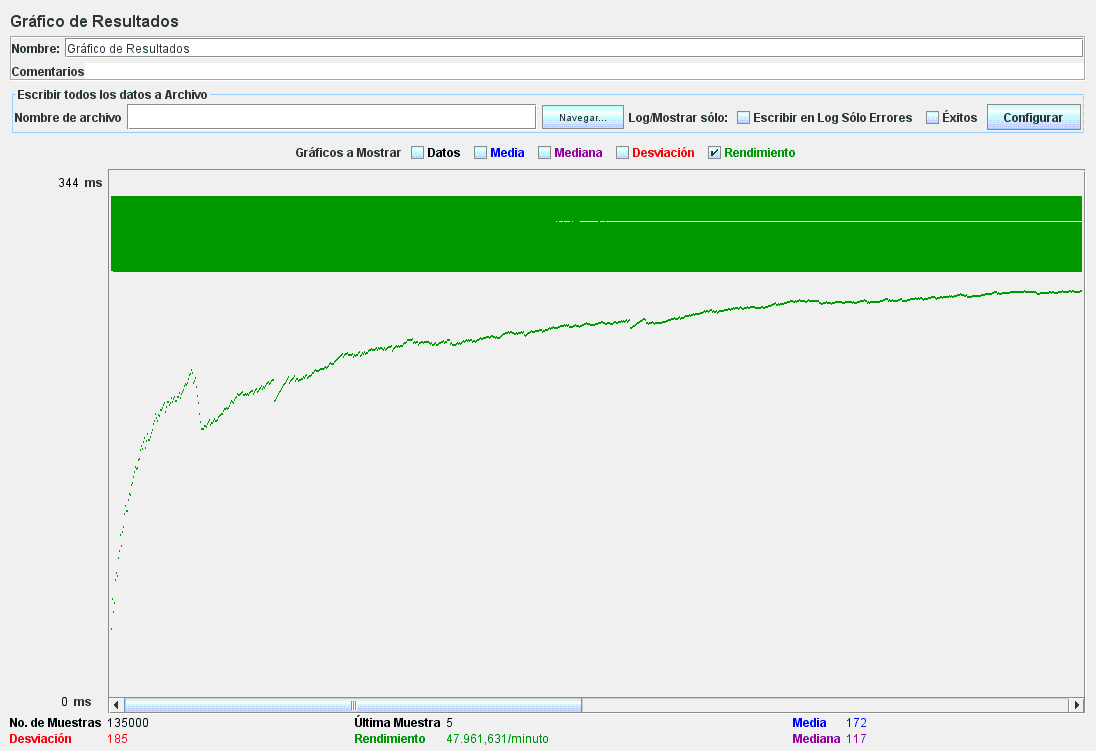 Gráfico de Resultados
Nombre: Gráfico de Resultados
Comentarios
Escribir todos los datos a Archivo
Nombre de archivo Navegar... Log/Mostrar sólo: Escribir en Log Sólo Errores Éxitos Configurar
Gráficos a Mostrar Datos Media Mediana Desviación Rendimiento
344 ms
0 ms
No. de Muestras 135000 Última Muestra 5 Media 172
Desviación 185 Rendimiento 47.961,631/minuto Mediana 117